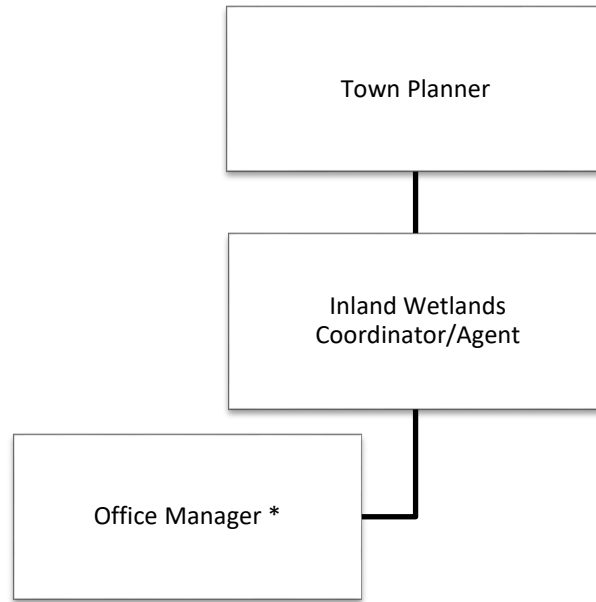 Town Planner
Inland Wetlands
Coordinator/Agent
Office Manager *